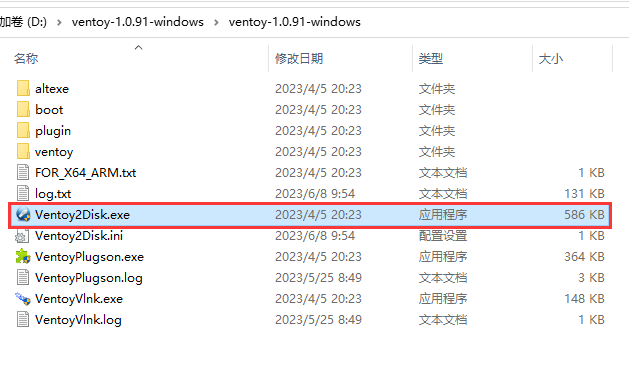 加卷 (D:) › ventoy-1.0.91-windows › ventoy-1.0.91-windows
名称 修改日期 类型 大小
altexe 2023/4/5 20:23 文件夹
boot 2023/4/5 20:23 文件夹
plugin 2023/4/5 20:23 文件夹
ventoy 2023/4/5 20:23 文件夹
FOR_X64_ARM.txt 2023/4/5 20:23 文本文档 1 KB
log.txt 2023/6/8 9:54 文本文档 131 KB
Ventoy2Disk.exe 2023/4/5 20:23 应用程序 586 KB
Ventoy2Disk.ini 2023/6/8 9:54 配置设置 1 KB
VentoyPlugson.exe 2023/4/5 20:23 应用程序 364 KB
VentoyPlugson.log 2023/5/25 8:49 文本文档 3 KB
VentoyVlnk.exe 2023/4/5 20:23 应用程序 148 KB
VentoyVlnk.log 2023/5/25 8:49 文本文档 1 KB